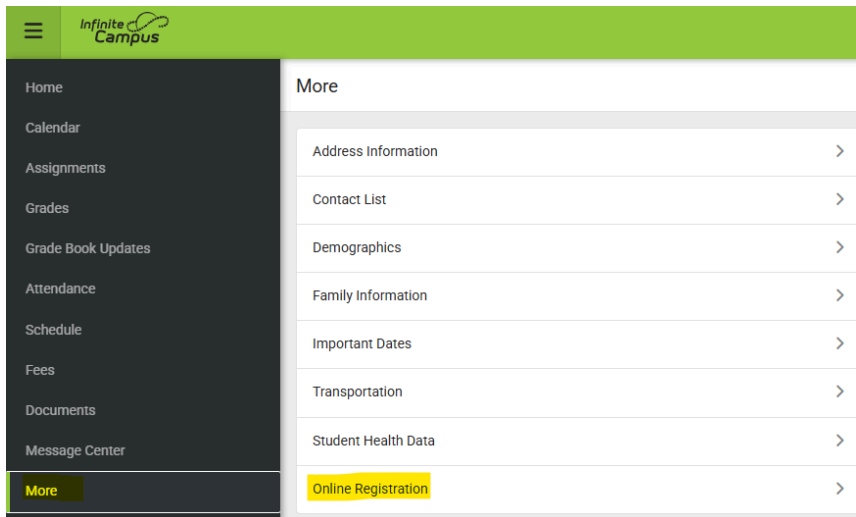 Infinite
Campus
Home
Calendar
Assignments
Grades
Grade Book Updates
Attendance
Schedule
Fees
Documents
Message Center
More
More
Address Information
Contact List
Demographics
Family Information
Important Dates
Transportation
Student Health Data
Online Registration